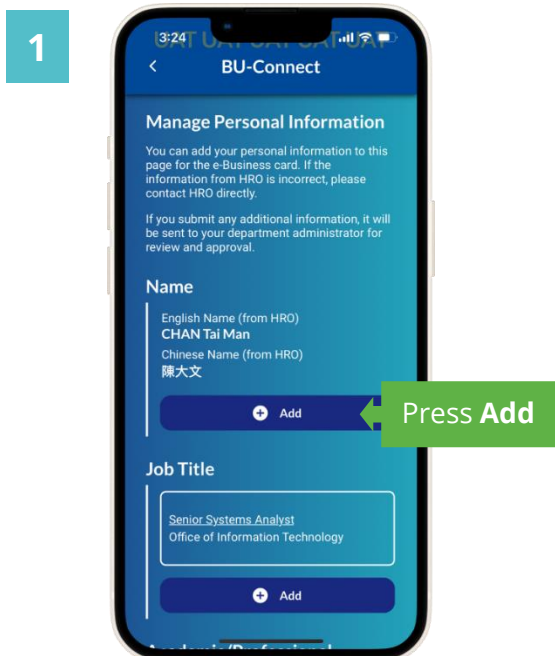 1
3:24
UAT UAT UAT UAT UAT
BU-Connect
Manage Personal Information
You can add your personal information to this
page for the e-Business card. If the
information from HRO is incorrect, please
contact HRO directly.
If you submit any additional information, it will
be sent to your department administrator for
review and approval.
Name
English Name (from HRO)
CHAN Tai Man
Chinese Name (from HRO)
陳大文
Add
Press Add
Job Title
Senior Systems Analyst
Office of Information Technology
Add
Academic/Professional